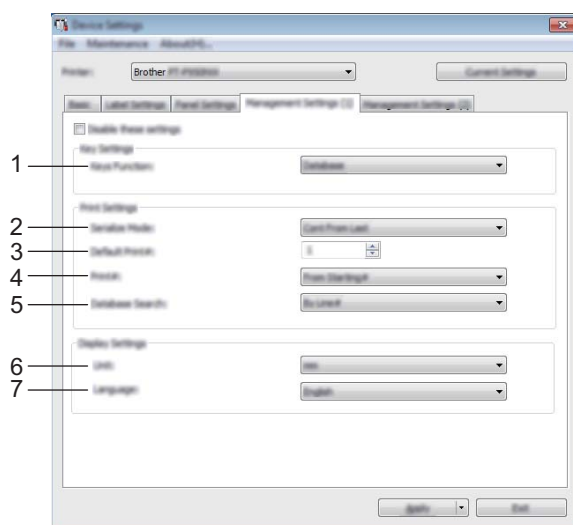 Device Settings
File Maintenance About(H)...
Printer: Brother
Current Settings
Basic Label Settings Panel Settings Management Settings (1) Management Settings (2)
Disable these settings
Key Settings
1 Keys Function: Database
Print Settings
2 Serialize Mode: Cont From Last
3 Default Print#: 1
4 Print#: From Starting#
5 Database Search: By Line#
Display Settings
6 Unit: mm
7 Language: English
Apply Exit